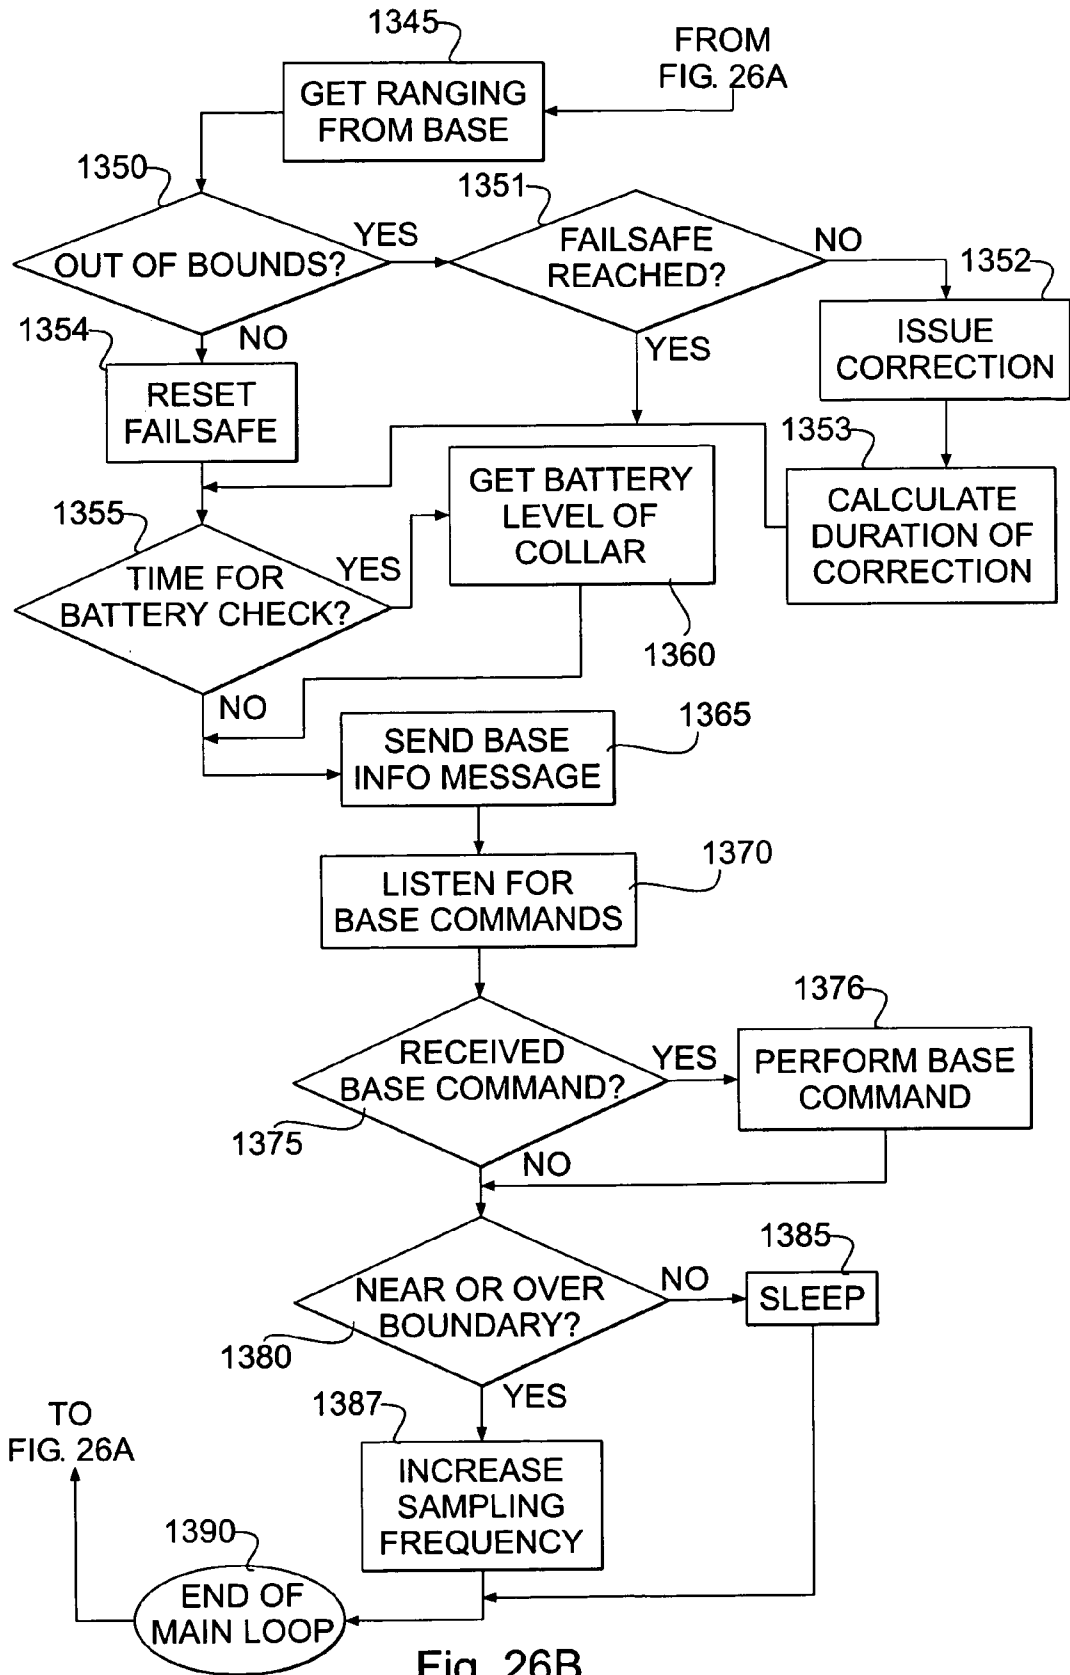 1345
FROM
FIG. 26A
GET RANGING
FROM BASE
1350
1351
OUT OF BOUNDS?
YES
FAILSAFE
REACHED?
NO
1352
ISSUE
CORRECTION
1354
NO
YES
RESET
FAILSAFE
1353
CALCULATE
DURATION OF
CORRECTION
GET BATTERY
LEVEL OF
COLLAR
1355
TIME FOR
BATTERY CHECK?
YES
1360
NO
1365
SEND BASE
INFO MESSAGE
1370
LISTEN FOR
BASE COMMANDS
1376
RECEIVED
BASE COMMAND?
YES
PERFORM BASE
COMMAND
1375
NO
1385
NEAR OR OVER
BOUNDARY?
NO
SLEEP
1380
YES
1387
TO
FIG. 26A
INCREASE
SAMPLING
FREQUENCY
1390
END OF
MAIN LOOP
Fig. 26B